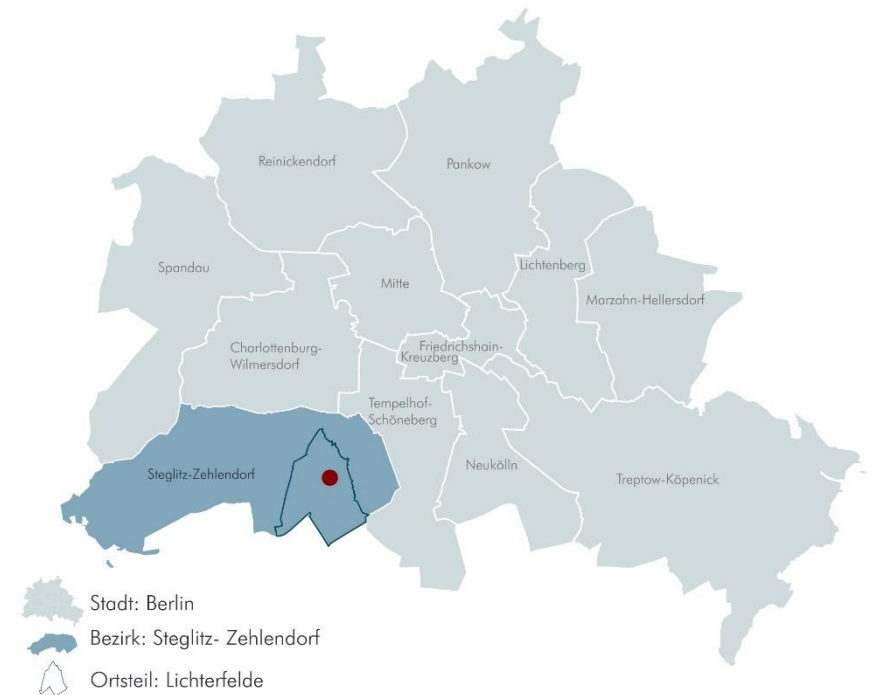 Reinickendorf
Pankow
Spandau
Mitte
Lichtenberg
Marzahn-Hellersdorf
Charlottenburg-
Wilmersdorf
Friedrichshain-
Kreuzberg
Tempelhof-
Schöneberg
Steglitz-Zehlendorf
Neukölln
Treptow-Köpenick
Stadt: Berlin
Bezirk: Steglitz- Zehlendorf
Ortsteil: Lichterfelde